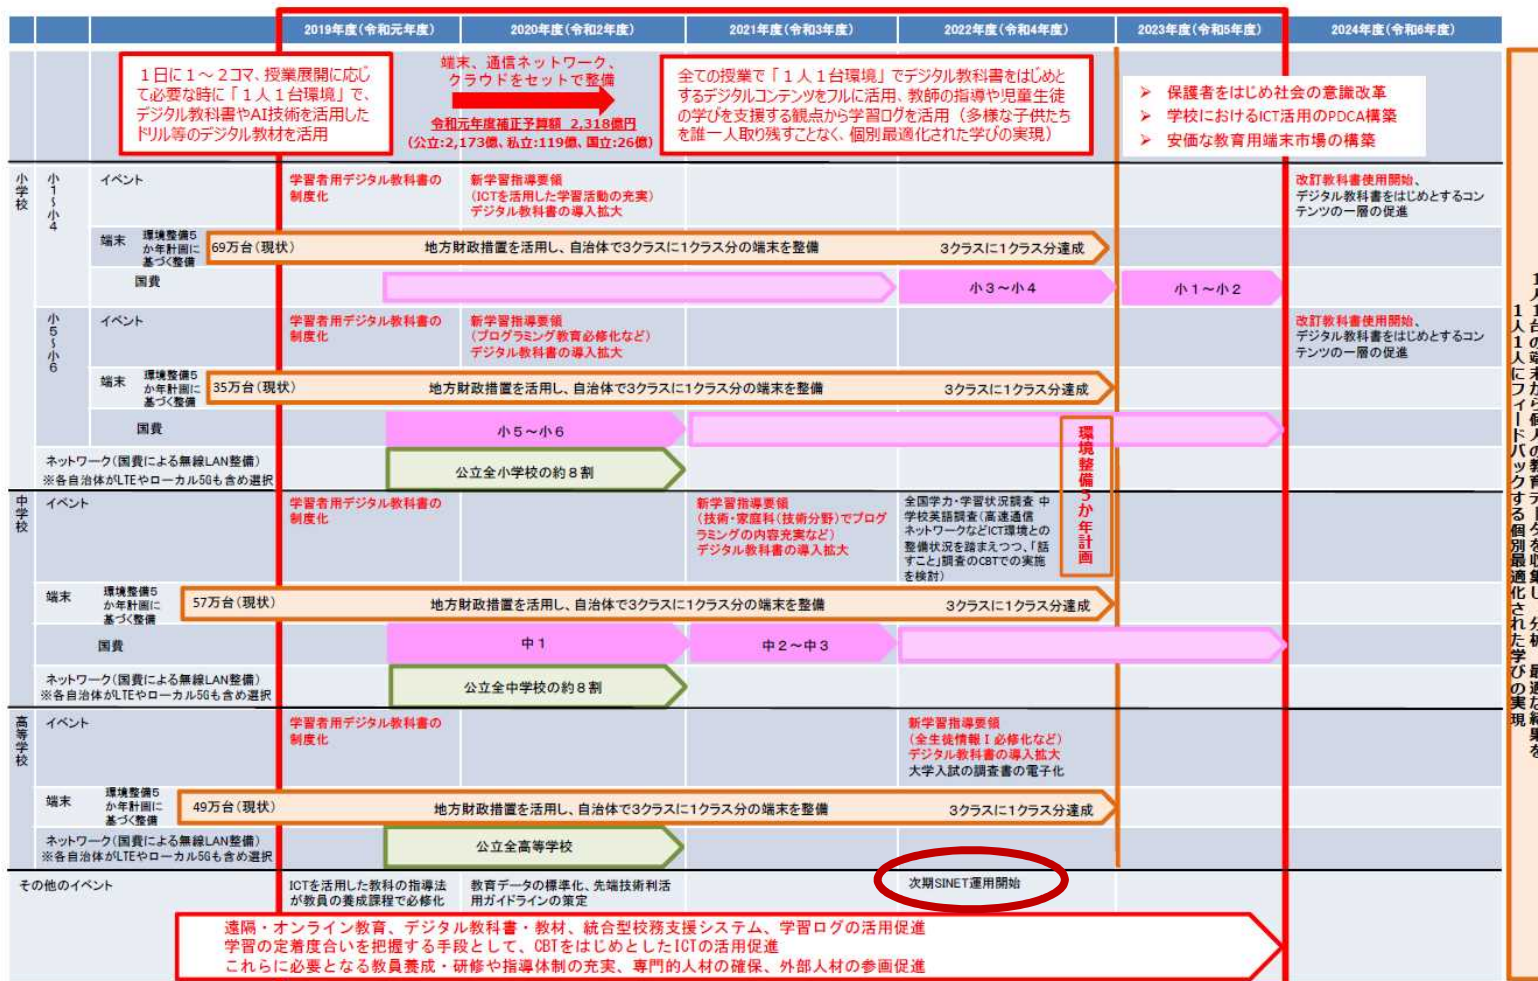 2019年度(令和元年度)
2020年度(令和2年度)
2021年度(令和3年度)
2022年度(令和4年度)
2023年度(令和5年度)
2024年度(令和6年度)
1日に1～2コマ、授業展開に応じ
て必要な時に「1人1台環境」で、
デジタル教科書やAI技術を活用した
ドリル等のデジタル教材を活用
端末、通信ネットワーク、
クラウドをセットで整備
令和元年度補正予算額 2,318億円
(公立:2,173億、私立:119億、国立:26億)
全ての授業で「1人1台環境」でデジタル教科書をはじめと
するデジタルコンテンツをフルに活用、教師の指導や児童生徒
の学びを支援する観点から学習ログを活用（多様な子供たち
を誰一人取り残すことなく、個別最適化された学びの実現）
➢ 保護者をはじめ社会の意識改革
➢ 学校におけるICT活用のPDCA構築
➢ 安価な教育用端末市場の構築
小学校
小1～小4
イベント
学習者用デジタル教科書の
制度化
新学習指導要領
(ICTを活用した学習活動の充実)
デジタル教科書の導入拡大
改訂教科書使用開始、
デジタル教科書をはじめとするコン
テンツの一層の促進
端末
環境整備5
か年計画に
基づく整備
69万台(現状)
地方財政措置を活用し、自治体で3クラスに1クラス分の端末を整備
3クラスに1クラス分達成
国費
小3～小4
小1～小2
小5～小6
イベント
学習者用デジタル教科書の
制度化
新学習指導要領
(プログラミング教育必修化など)
デジタル教科書の導入拡大
改訂教科書使用開始、
デジタル教科書をはじめとするコン
テンツの一層の促進
端末
環境整備5
か年計画に
基づく整備
35万台(現状)
地方財政措置を活用し、自治体で3クラスに1クラス分の端末を整備
3クラスに1クラス分達成
国費
小5～小6
環境整備5か年計画
ネットワーク(国費による無線LAN整備)
※各自治体がLTEやローカル5Gも含め選択
公立全小学校の約8割
中学校
イベント
学習者用デジタル教科書の
制度化
新学習指導要領
(技術・家庭科(技術分野)でプログ
ラミングの内容充実など)
デジタル教科書の導入拡大
全国学力・学習状況調査 中
学校英語調査(高速通信
ネットワークなどICT環境との
整備状況を踏まえつつ、「話
すこと」調査のCBTでの実施
を検討)
端末
環境整備5
か年計画に
基づく整備
57万台(現状)
地方財政措置を活用し、自治体で3クラスに1クラス分の端末を整備
3クラスに1クラス分達成
国費
中1
中2～中3
ネットワーク(国費による無線LAN整備)
※各自治体がLTEやローカル5Gも含め選択
公立全中学校の約8割
高等学校
イベント
学習者用デジタル教科書の
制度化
新学習指導要領
(全生徒情報Ⅰ必修化など)
デジタル教科書の導入拡大
大学入試の調査書の電子化
端末
環境整備5
か年計画に
基づく整備
49万台(現状)
地方財政措置を活用し、自治体で3クラスに1クラス分の端末を整備
3クラスに1クラス分達成
ネットワーク(国費による無線LAN整備)
※各自治体がLTEやローカル5Gも含め選択
公立全高等学校
その他のイベント
ICTを活用した教科の指導法
が教員の養成課程で必修化
教育データの標準化、先端技術利活
用ガイドラインの策定
次期SINET運用開始
遠隔・オンライン教育、デジタル教科書・教材、統合型校務支援システム、学習ログの活用促進
学習の定着度合いを把握する手段として、CBTをはじめとしたICTの活用促進
これらに必要となる教員養成・研修や指導体制の充実、専門的人材の確保、外部人材の参画促進
1人1台の端末から個人の教育データを収集し、分析、最適な結果を
1人1人にフィードバックする個別最適化された学びの実現